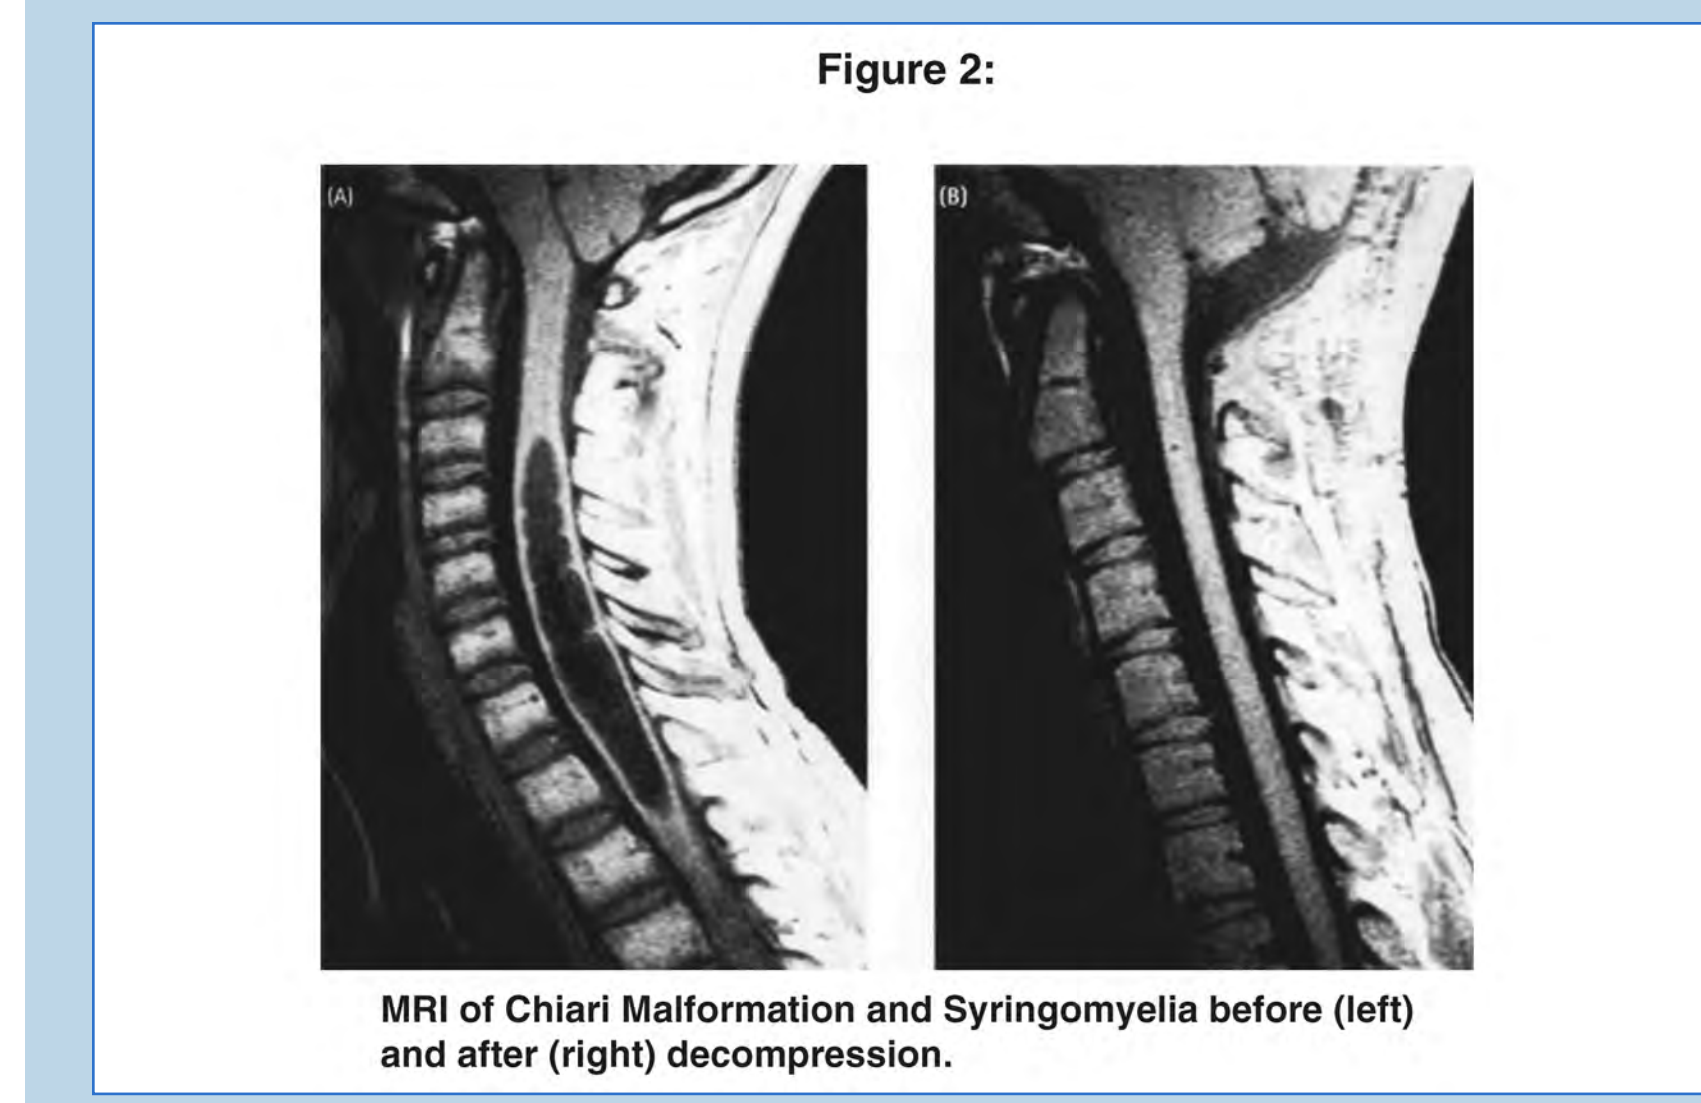 Figure 2:
(A)
(B)
MRI of Chiari Malformation and Syringomyelia before (left)
and after (right) decompression.